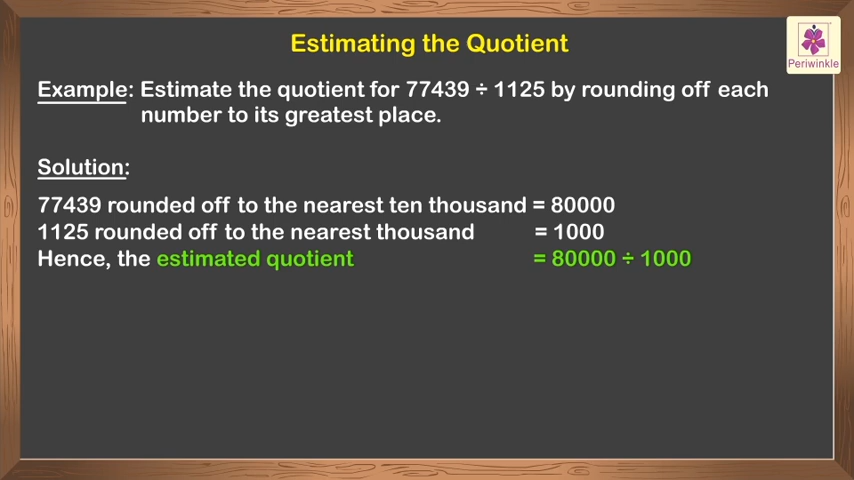 Estimating the Quotient
Periwinkle
Example: Estimate the quotient for 77439 ÷ 1125 by rounding off each
number to its greatest place.
Solution:
77439 rounded off to the nearest ten thousand = 80000
1125 rounded off to the nearest thousand = 1000
Hence, the estimated quotient = 80000 ÷ 1000